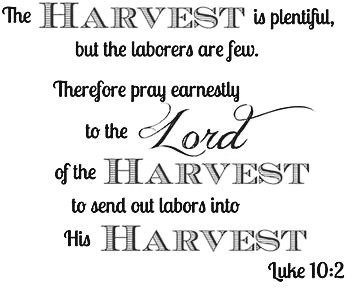 The HARVEST is plentiful,
but the laborers are few.
Therefore pray earnestly
to the Lord
of the HARVEST
to send out labors into
His HARVEST
Luke 10:2